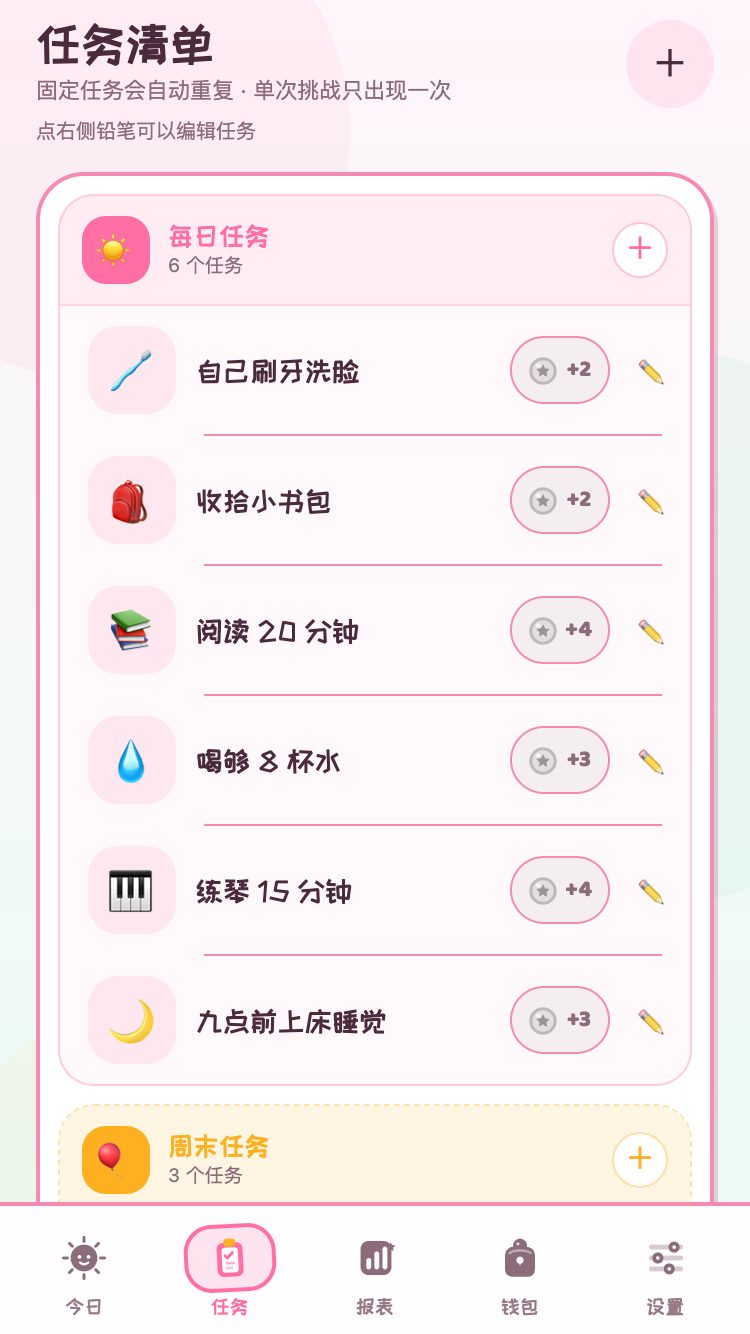 任务清单
固定任务会自动重复 · 单次挑战只出现一次
点右侧铅笔可以编辑任务
每日任务
6 个任务
自己刷牙洗脸 +2
收拾小书包 +2
阅读 20 分钟 +4
喝够 8 杯水 +3
练琴 15 分钟 +4
九点前上床睡觉 +3
周末任务
3 个任务
今日 任务 报表 钱包 设置